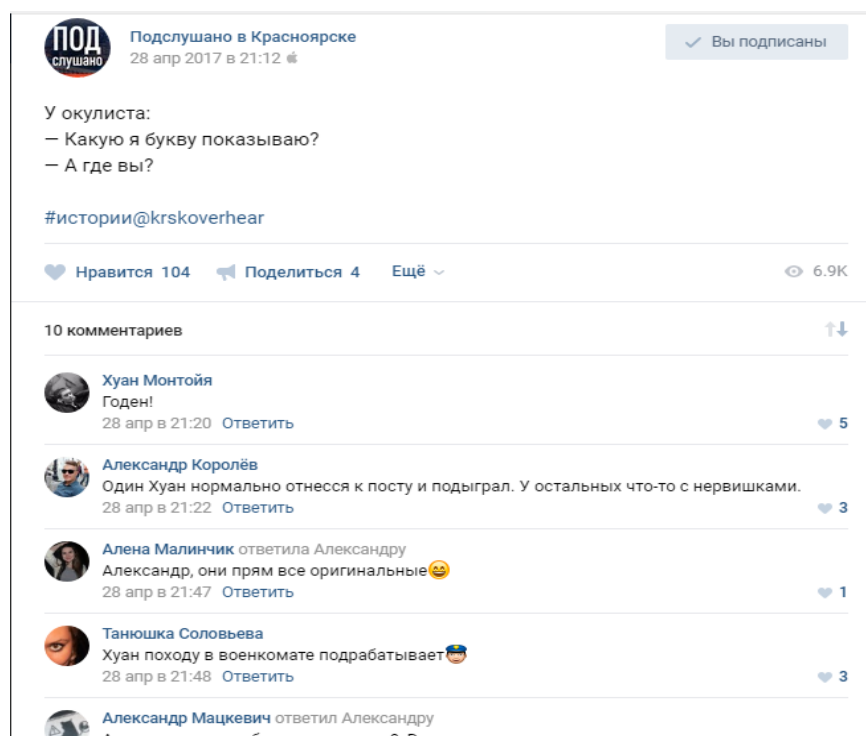 ПОД
слушано
Подслушано в Красноярске
28 апр 2017 в 21:12
Вы подписаны
У окулиста:
— Какую я букву показываю?
— А где вы?
#истории@krskoverhear
Нравится 104 Поделиться 4 Ещё 6.9K
10 комментариев
Хуан Монтойя
Годен!
28 апр в 21:20 Ответить 5
Александр Королёв
Один Хуан нормально отнесся к посту и подыграл. У остальных что-то с нервишками.
28 апр в 21:22 Ответить 3
Алена Малинчик ответила Александру
Александр, они прям все оригинальные😄
28 апр в 21:47 Ответить 1
Танюшка Соловьева
Хуан походу в военкомате подрабатывает👮
28 апр в 21:48 Ответить 3
Александр Мацкевич ответил Александру